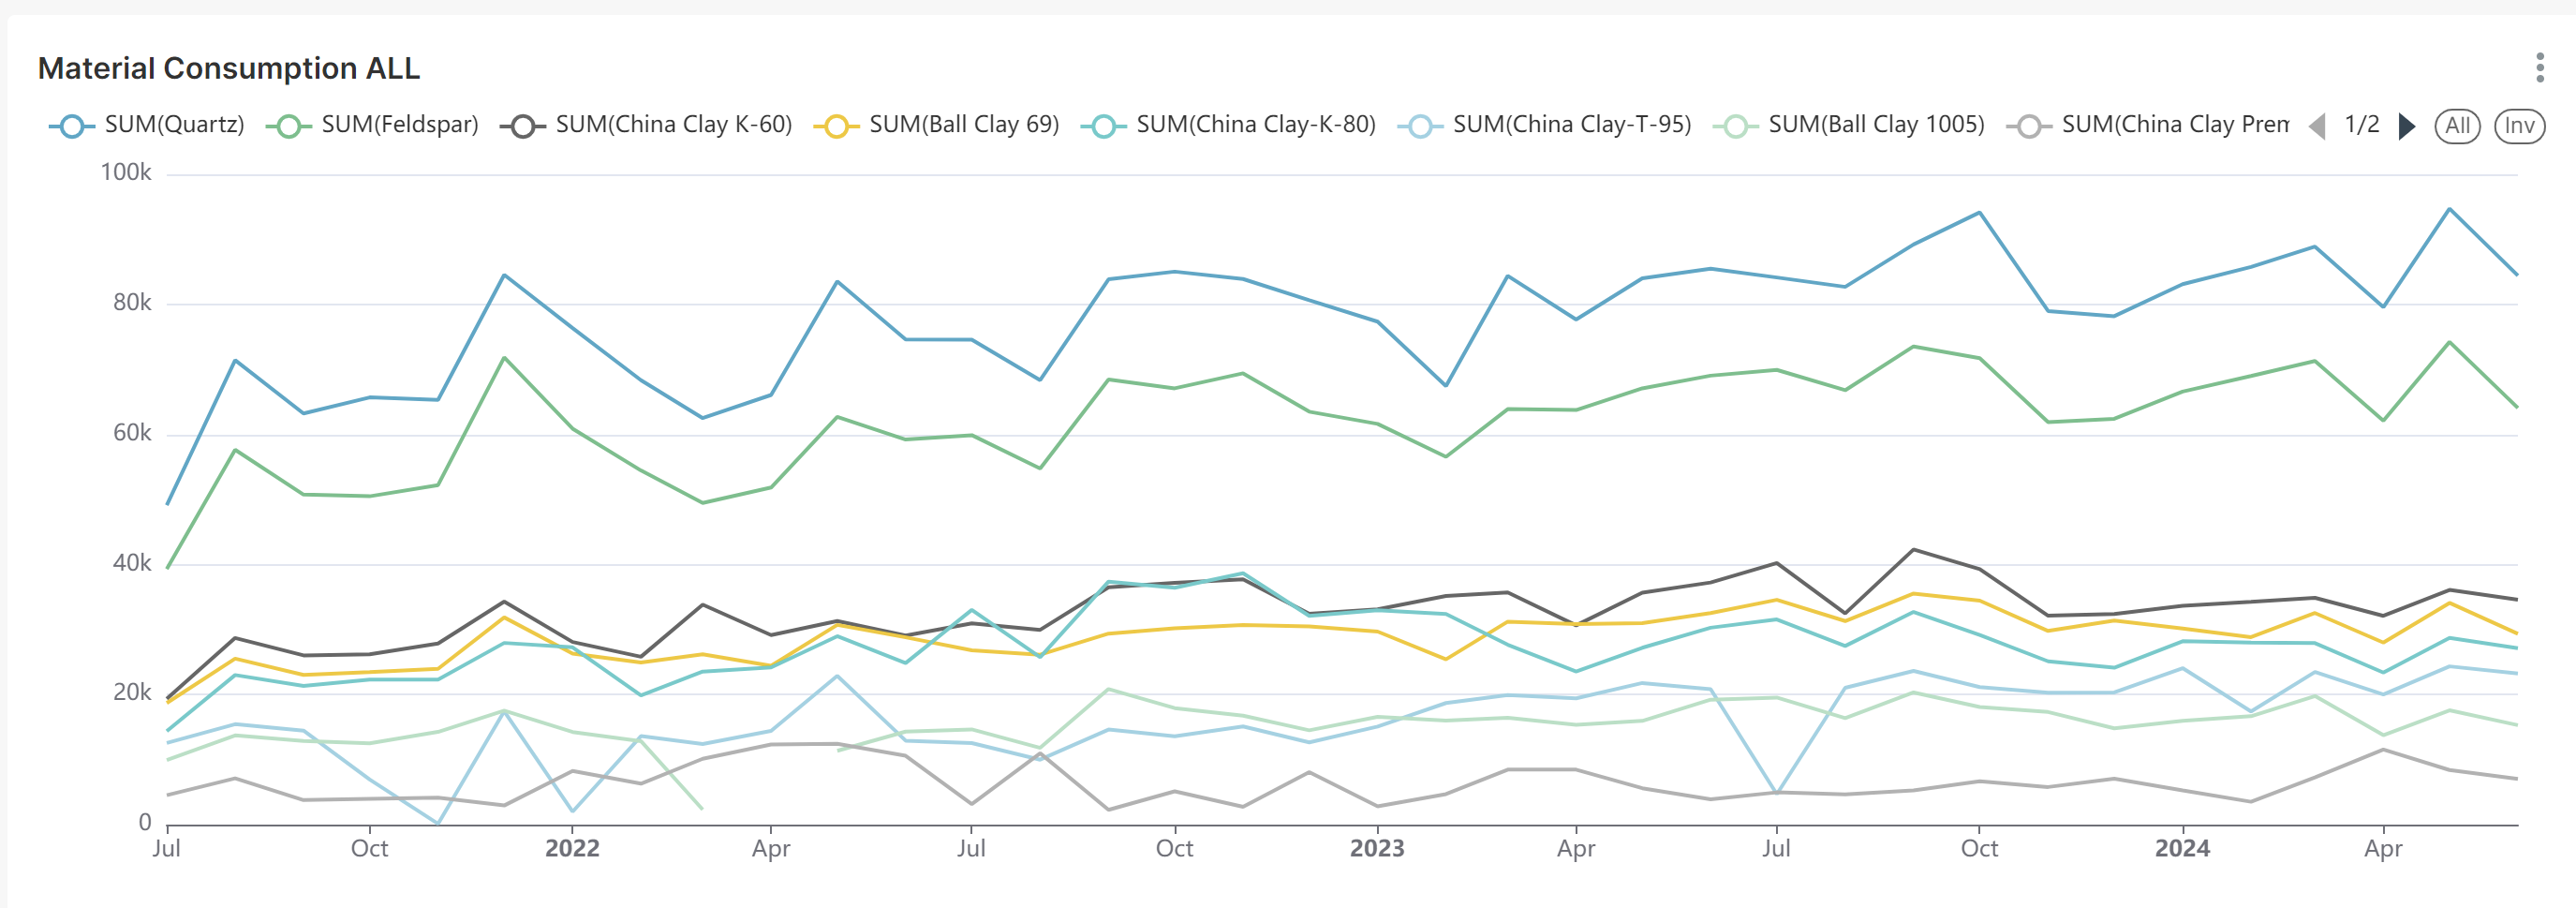 Material Consumption ALL
SUM(Quartz) SUM(Feldspar) SUM(China Clay K-60) SUM(Ball Clay 69) SUM(China Clay-K-80) SUM(China Clay-T-95) SUM(Ball Clay 1005) SUM(China Clay Prem 1/2 All Inv
100k
80k
60k
40k
20k
0
Jul Oct 2022 Apr Jul Oct 2023 Apr Jul Oct 2024 Apr